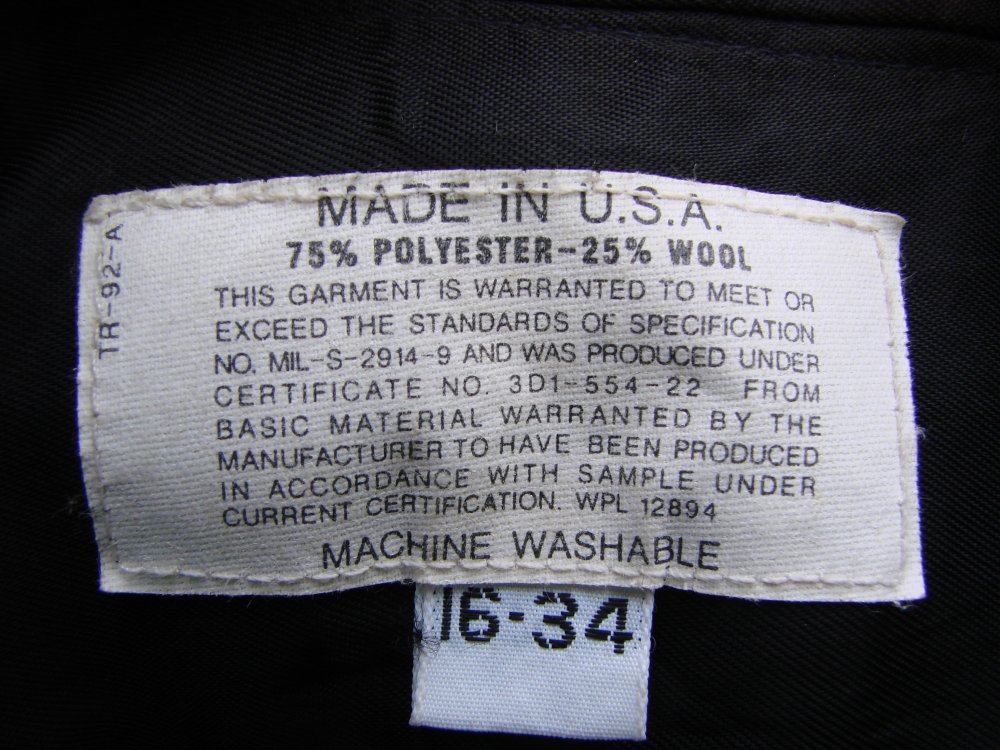 MADE IN U.S.A.
75% POLYESTER-25% WOOL
TR-92-A
THIS GARMENT IS WARRANTED TO MEET OR
EXCEED THE STANDARDS OF SPECIFICATION
NO. MIL-S-2914-9 AND WAS PRODUCED UNDER
CERTIFICATE NO. 3D1-554-22 FROM
BASIC MATERIAL WARRANTED BY THE
MANUFACTURER TO HAVE BEEN PRODUCED
IN ACCORDANCE WITH SAMPLE UNDER
CURRENT CERTIFICATION. WPL 12894
MACHINE WASHABLE
16-34